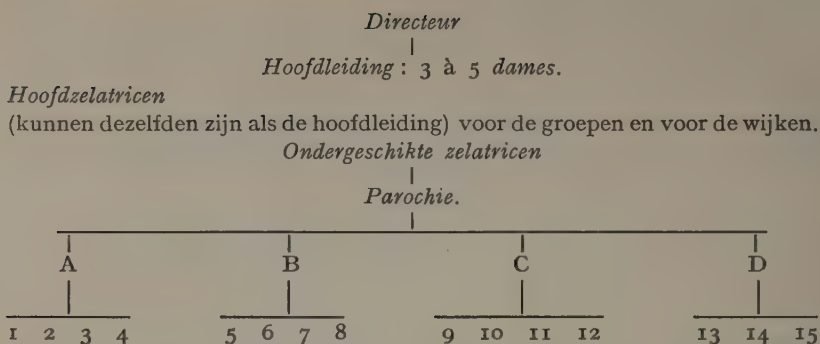 Directeur
Hoofdleiding: 3 à 5 dames.
Hoofdzelatricen
(kunnen dezelfden zijn als de hoofdleiding) voor de groepen en voor de wijken.
Ondergeschikte zelatricen
Parochie.
A B C D
1 2 3 4 5 6 7 8 9 10 11 12 13 14 15